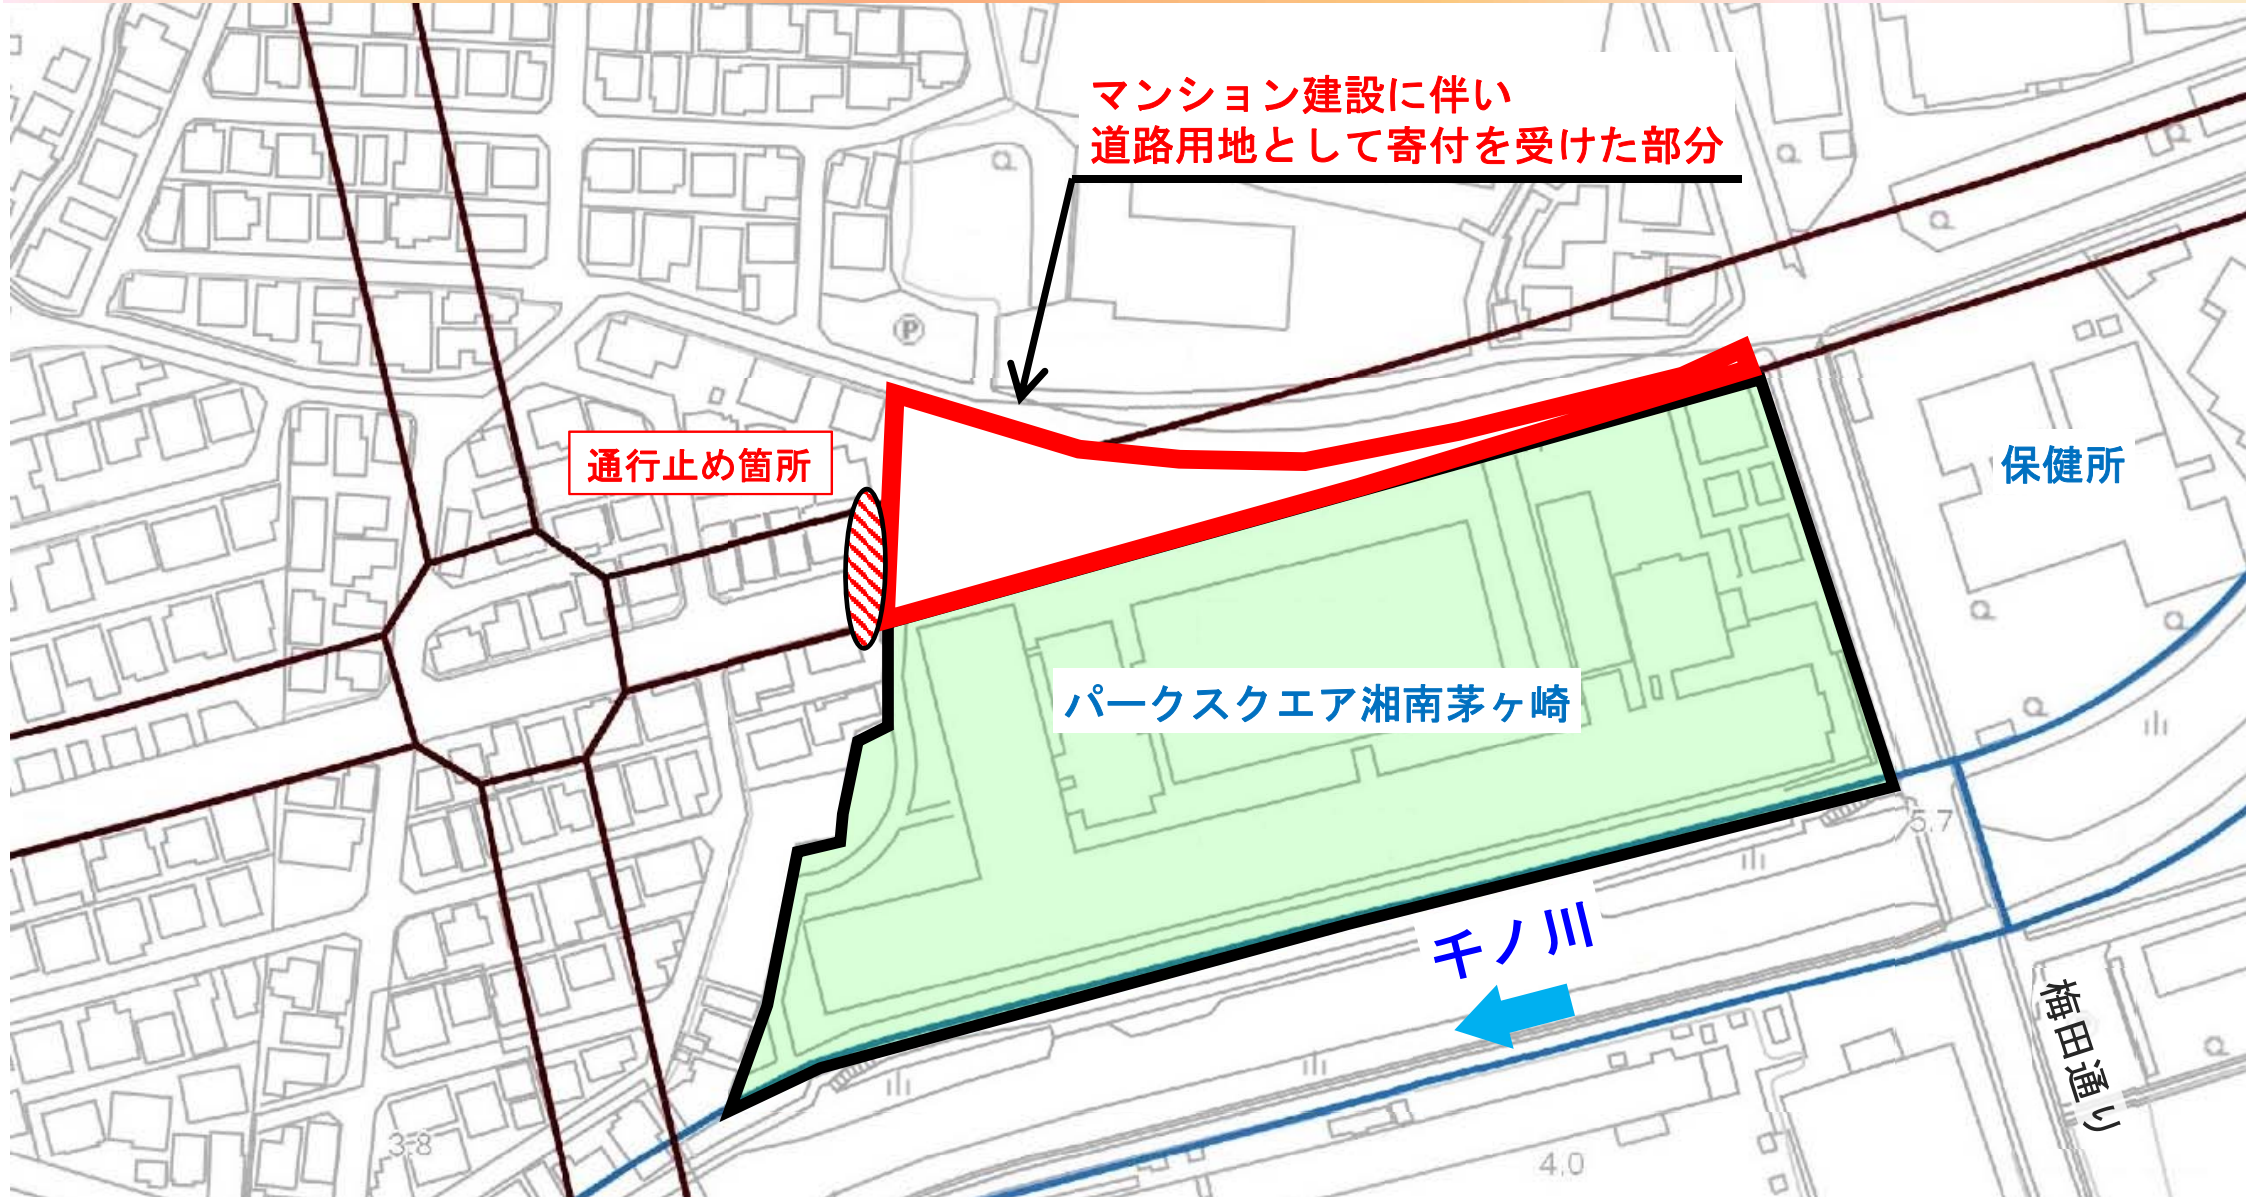 マンション建設に伴い
道路用地として寄付を受けた部分
P
通行止め箇所
保健所
パークスクエア湘南茅ヶ崎
5.7
千ノ川
梅田通り
3.8
4.0